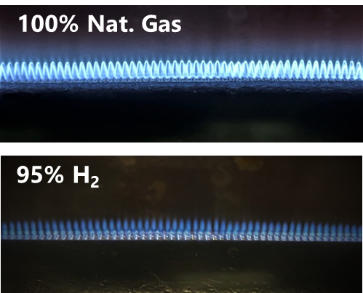 100% Nat. Gas
95% H₂